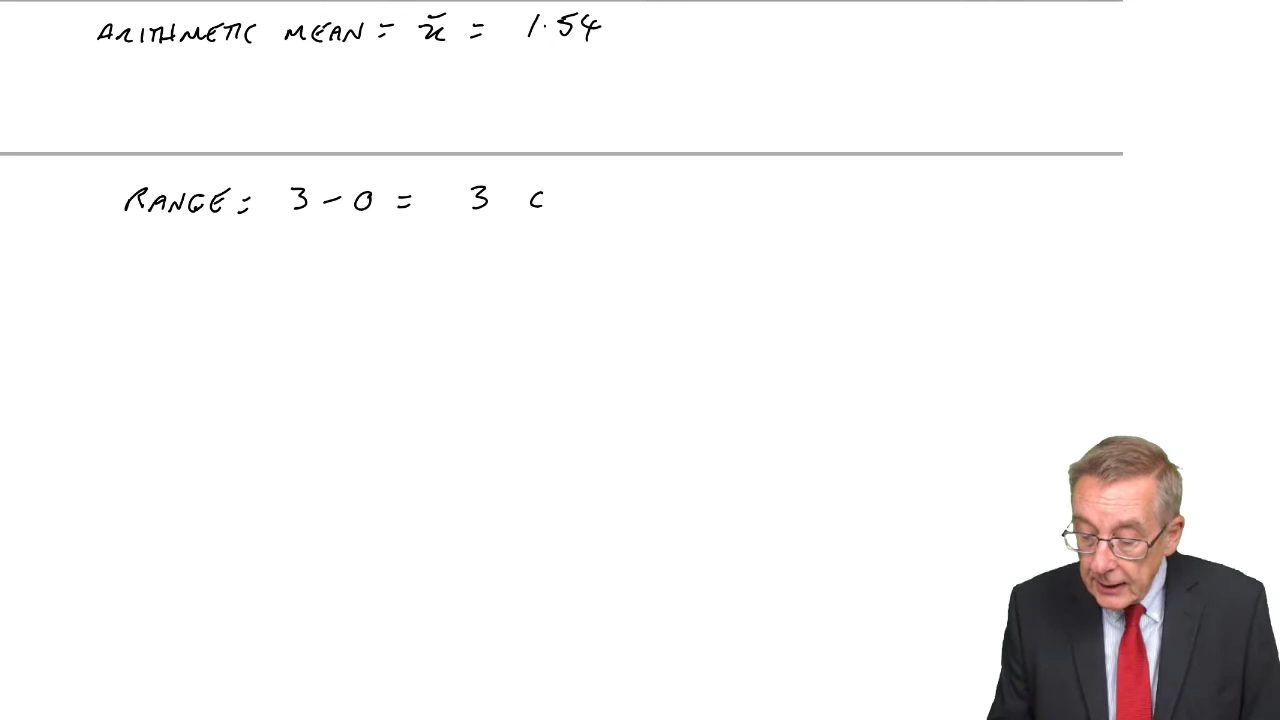 ARITHMETIC MEAN = x̄ = 1.54
RANGE = 3 - 0 = 3 c